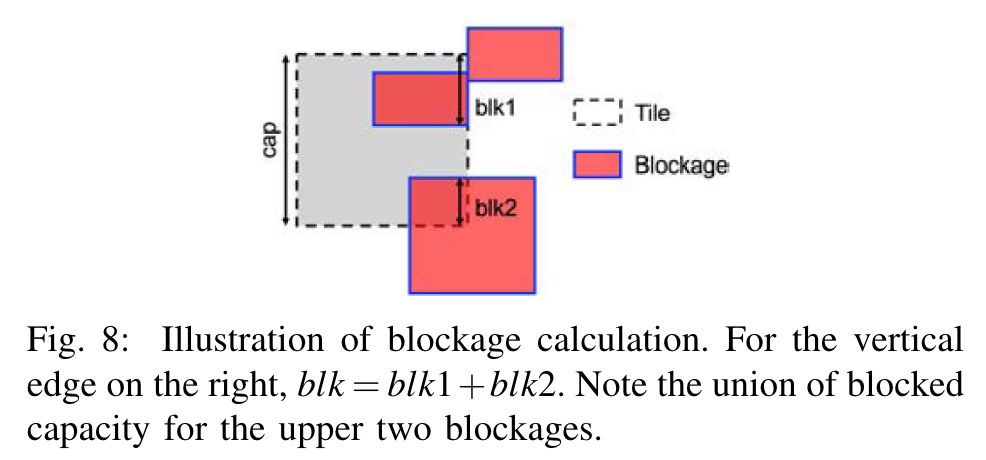 cap
blk1
blk2
Tile
Blockage
Fig. 8: Illustration of blockage calculation. For the vertical
edge on the right, blk = blk1 + blk2. Note the union of blocked
capacity for the upper two blockages.